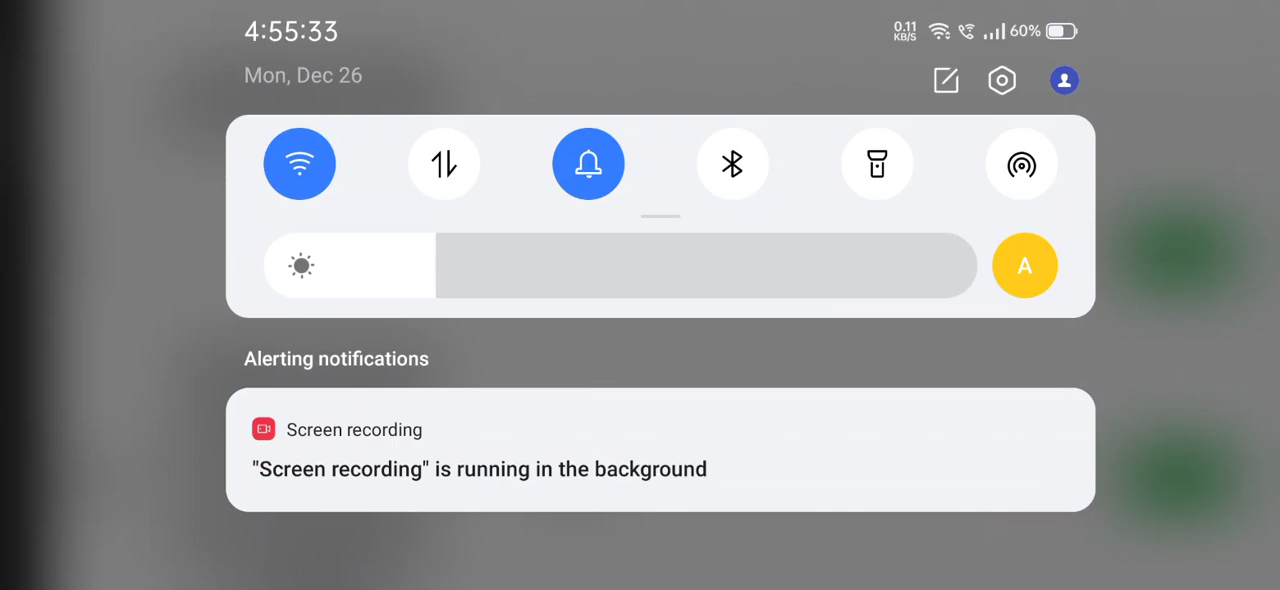 4:55:33
0.11
KB/S
60%
Mon, Dec 26
A
Alerting notifications
Screen recording
"Screen recording" is running in the background